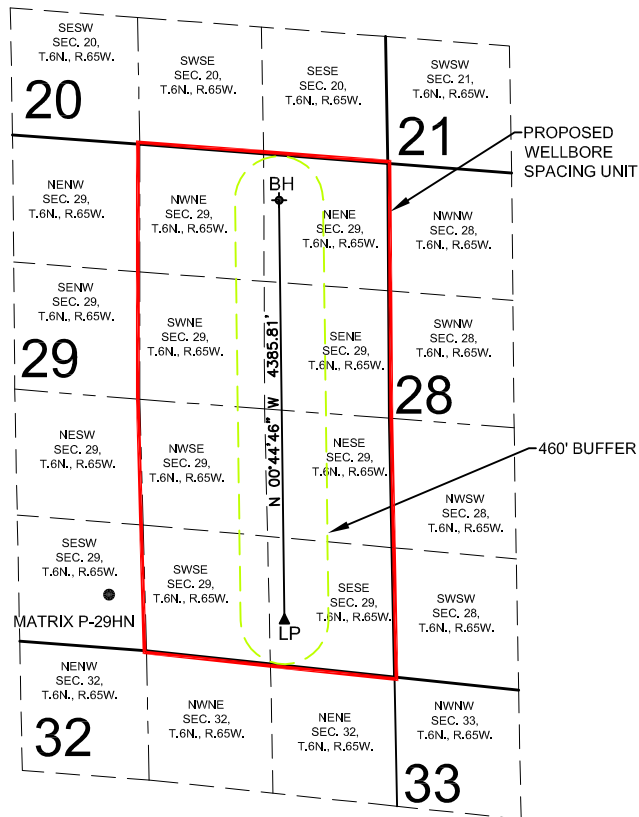 SESW
SEC. 20,
T.6N., R.65W.
20
SWSE
SEC. 20,
T.6N., R.65W.
SESE
SEC. 20,
T.6N., R.65W.
SWSW
SEC. 21,
T.6N., R.65W.
21
PROPOSED
WELLBORE
SPACING UNIT
NENW
SEC. 29,
T.6N., R.65W.
NWNE
SEC. 29,
T.6N., R.65W.
BH
NENE
SEC. 29,
T.6N., R.65W.
NWNW
SEC. 28,
T.6N., R.65W.
SENW
SEC. 29,
T.6N., R.65W.
29
SWNE
SEC. 29,
T.6N., R.65W.
N 00°44'46" W 4385.81'
SENE
SEC. 29,
T.6N., R.65W.
SWNW
SEC. 28,
T.6N., R.65W.
28
NESW
SEC. 29,
T.6N., R.65W.
NWSE
SEC. 29,
T.6N., R.65W.
NESE
SEC. 29,
T.6N., R.65W.
460' BUFFER
NWSW
SEC. 28,
T.6N., R.65W.
SESW
SEC. 29,
T.6N., R.65W.
MATRIX P-29HN
SWSE
SEC. 29,
T.6N., R.65W.
SESE
SEC. 29,
T.6N., R.65W.
LP
SWSW
SEC. 28,
T.6N., R.65W.
NENW
SEC. 32,
T.6N., R.65W.
32
NWNE
SEC. 32,
T.6N., R.65W.
NENE
SEC. 32,
T.6N., R.65W.
NWNW
SEC. 33,
T.6N., R.65W.
33